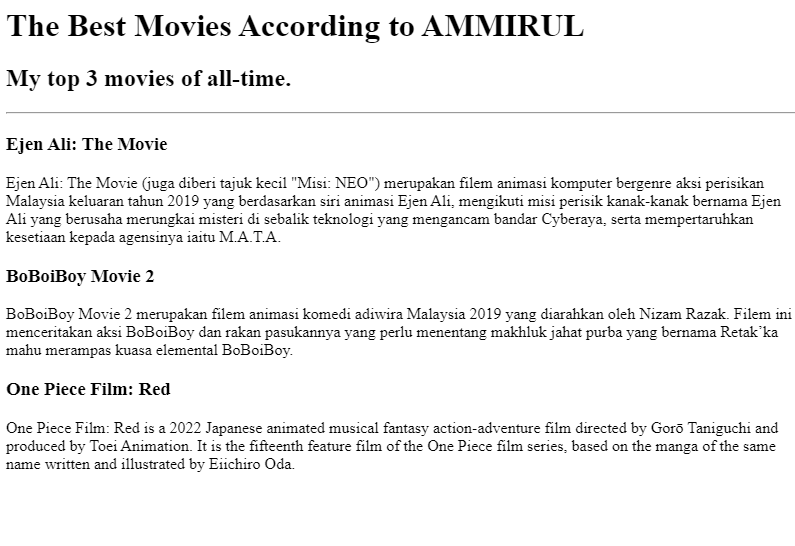 The Best Movies According to AMMIRUL
My top 3 movies of all-time.
Ejen Ali: The Movie
Ejen Ali: The Movie (juga diberi tajuk kecil "Misi: NEO") merupakan filem animasi komputer bergenre aksi perisikan
Malaysia keluaran tahun 2019 yang berdasarkan siri animasi Ejen Ali, mengikuti misi perisik kanak-kanak bernama Ejen
Ali yang berusaha merungkai misteri di sebalik teknologi yang mengancam bandar Cyberaya, serta mempertaruhkan
kesetiaan kepada agensinya iaitu M.A.T.A.
BoBoiBoy Movie 2
BoBoiBoy Movie 2 merupakan filem animasi komedi adiwira Malaysia 2019 yang diarahkan oleh Nizam Razak. Filem ini
menceritakan aksi BoBoiBoy dan rakan pasukannya yang perlu menentang makhluk jahat purba yang bernama Retak’ka
mahu merampas kuasa elemental BoBoiBoy.
One Piece Film: Red
One Piece Film: Red is a 2022 Japanese animated musical fantasy action-adventure film directed by Gorō Taniguchi and
produced by Toei Animation. It is the fifteenth feature film of the One Piece film series, based on the manga of the same
name written and illustrated by Eiichiro Oda.